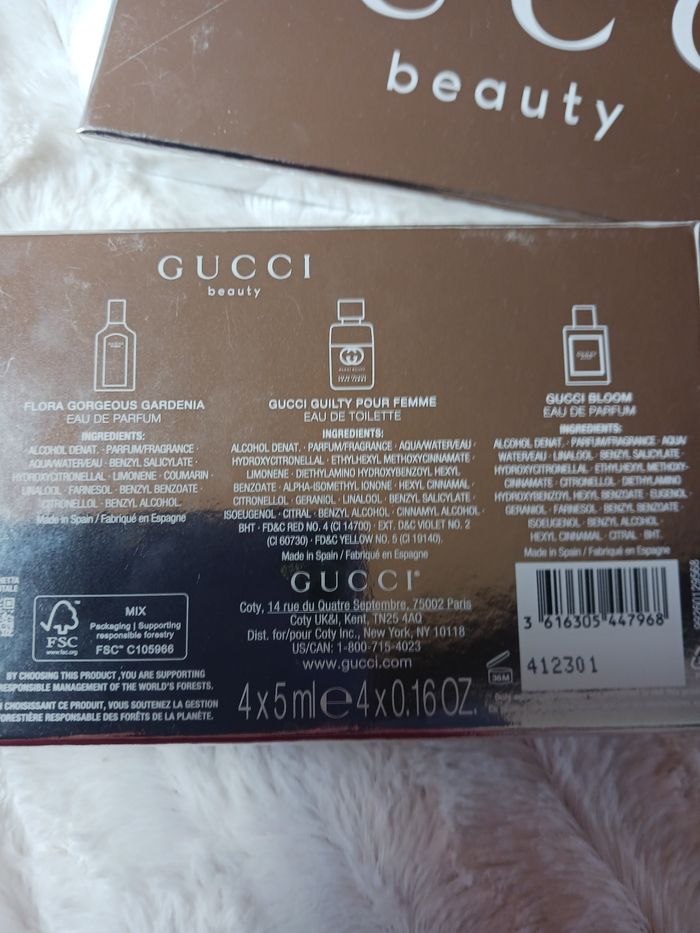 beauty
GUCCI
beauty
FLORA GORGEOUS GARDENIA
EAU DE PARFUM
INGREDIENTS:
ALCOHOL DENAT. · PARFUM/FRAGRANCE ·
AQUA/WATER/EAU · BENZYL SALICYLATE ·
HYDROXYCITRONELLAL · LIMONENE · COUMARIN ·
LINALOOL · FARNESOL · BENZYL BENZOATE ·
CITRONELLOL · BENZYL ALCOHOL.
Made in Spain / Fabriqué en Espagne
GUCCI GUILTY POUR FEMME
EAU DE TOILETTE
INGREDIENTS:
ALCOHOL DENAT. · PARFUM/FRAGRANCE · AQUA/WATER/EAU ·
HYDROXYCITRONELLAL · ETHYLHEXYL METHOXYCINNAMATE ·
LIMONENE · DIETHYLAMINO HYDROXYBENZOYL HEXYL
BENZOATE · ALPHA-ISOMETHYL IONONE · HEXYL CINNAMAL ·
CITRONELLOL · GERANIOL · LINALOOL · BENZYL SALICYLATE ·
ISOEUGENOL · CITRAL · BENZYL ALCOHOL · CINNAMYL ALCOHOL ·
BHT · FD&C RED NO. 4 (CI 14700) · EXT. D&C VIOLET NO. 2
(CI 60730) · FD&C YELLOW NO. 5 (CI 19140).
Made in Spain / Fabriqué en Espagne
GUCCI BLOOM
EAU DE PARFUM
INGREDIENTS:
ALCOHOL DENAT. · PARFUM/FRAGRANCE · AQUA/
WATER/EAU · LINALOOL · BENZYL SALICYLATE ·
HYDROXYCITRONELLAL · ETHYLHEXYL METHOXY-
CINNAMATE · CITRONELLOL · DIETHYLAMINO
HYDROXYBENZOYL HEXYL BENZOATE · EUGENOL ·
GERANIOL · FARNESOL · BENZYL BENZOATE ·
ISOEUGENOL · BENZYL ALCOHOL ·
HEXYL CINNAMAL · CITRAL · BHT.
Made in Spain / Fabriqué en Espagne
GUCCI®
Coty, 14 rue du Quatre Septembre, 75002 Paris
Coty UK&I, Kent, TN25 4AQ
Dist. for/pour Coty Inc., New York, NY 10118
US/CAN: 1-800-715-4023
www.gucci.com
4x5ml℮4x0.16OZ.
FSC
www.fsc.org
MIX
Packaging | Supporting
responsible forestry
FSC™ C105966
BY CHOOSING THIS PRODUCT, YOU ARE SUPPORTING
RESPONSIBLE MANAGEMENT OF THE WORLD'S FORESTS.
CHOISISSANT CE PRODUIT, VOUS SOUTENEZ LA GESTION
FORESTIÈRE RESPONSABLE DES FORÊTS DE LA PLANÈTE.
36M
3 616305 447968
412301